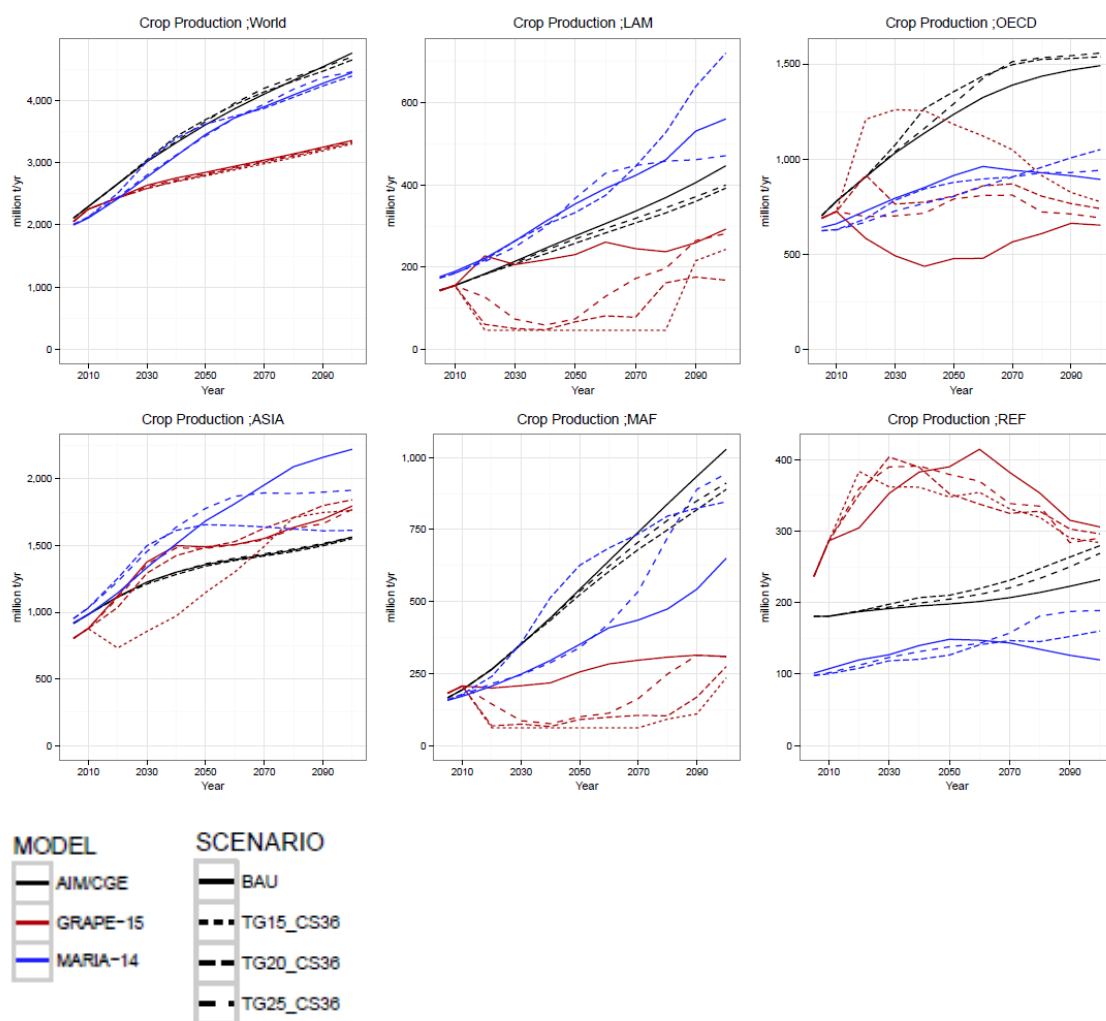 Crop Production ;World
Crop Production ;LAM
Crop Production ;OECD
million t/yr
4,000
3,000
2,000
1,000
0
2010 2030 2050 2070 2090
Year
million t/yr
600
400
200
0
2010 2030 2050 2070 2090
Year
million t/yr
1,500
1,000
500
0
2010 2030 2050 2070 2090
Year
Crop Production ;ASIA
Crop Production ;MAF
Crop Production ;REF
million t/yr
2,000
1,500
1,000
500
0
2010 2030 2050 2070 2090
Year
million t/yr
1,000
750
500
250
0
2010 2030 2050 2070 2090
Year
million t/yr
400
300
200
100
0
2010 2030 2050 2070 2090
Year
MODEL
AIM/CGE
GRAPE-15
MARIA-14
SCENARIO
BAU
TG15_CS36
TG20_CS36
TG25_CS36